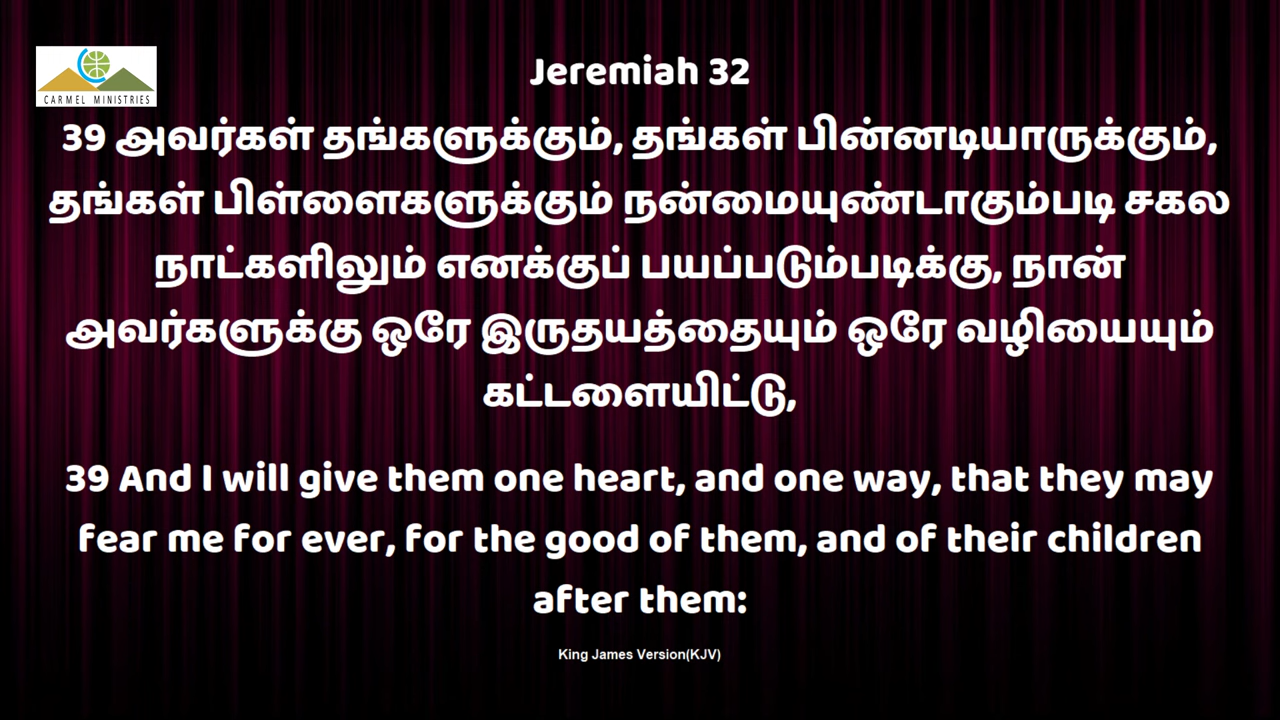 CARMEL MINISTRIES
Jeremiah 32
39 அவர்கள் தங்களுக்கும், தங்கள் பின்னடியாருக்கும்,
தங்கள் பிள்ளைகளுக்கும் நன்மையுண்டாகும்படி சகல
நாட்களிலும் எனக்குப் பயப்படும்படிக்கு, நான்
அவர்களுக்கு ஒரே இருதயத்தையும் ஒரே வழியையும்
கட்டளையிட்டு,
39 And I will give them one heart, and one way, that they may
fear me for ever, for the good of them, and of their children
after them:
King James Version(KJV)